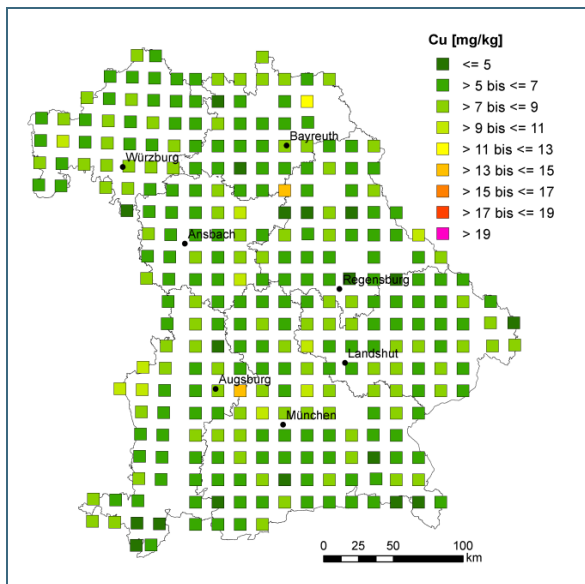 Cu [mg/kg]
<= 5
> 5 bis <= 7
> 7 bis <= 9
> 9 bis <= 11
> 11 bis <= 13
> 13 bis <= 15
> 15 bis <= 17
> 17 bis <= 19
> 19
Bayreuth
Würzburg
Ansbach
Regensburg
Landshut
Augsburg
München
0 25 50 100
km